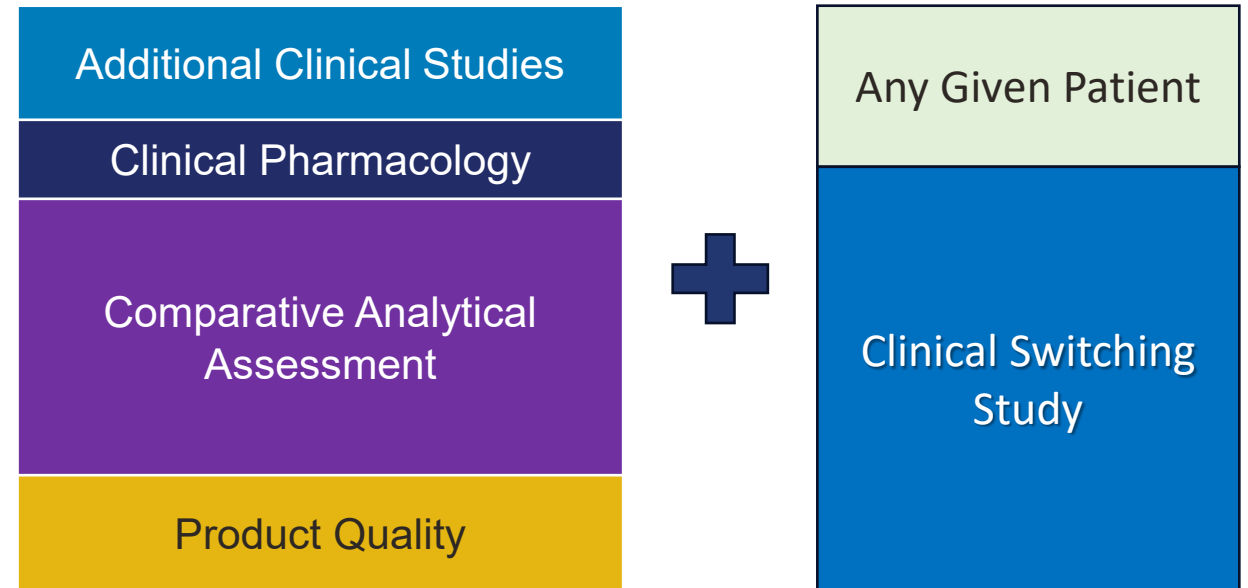 Additional Clinical Studies
Clinical Pharmacology
Comparative Analytical
Assessment
Product Quality
Any Given Patient
Clinical Switching
Study